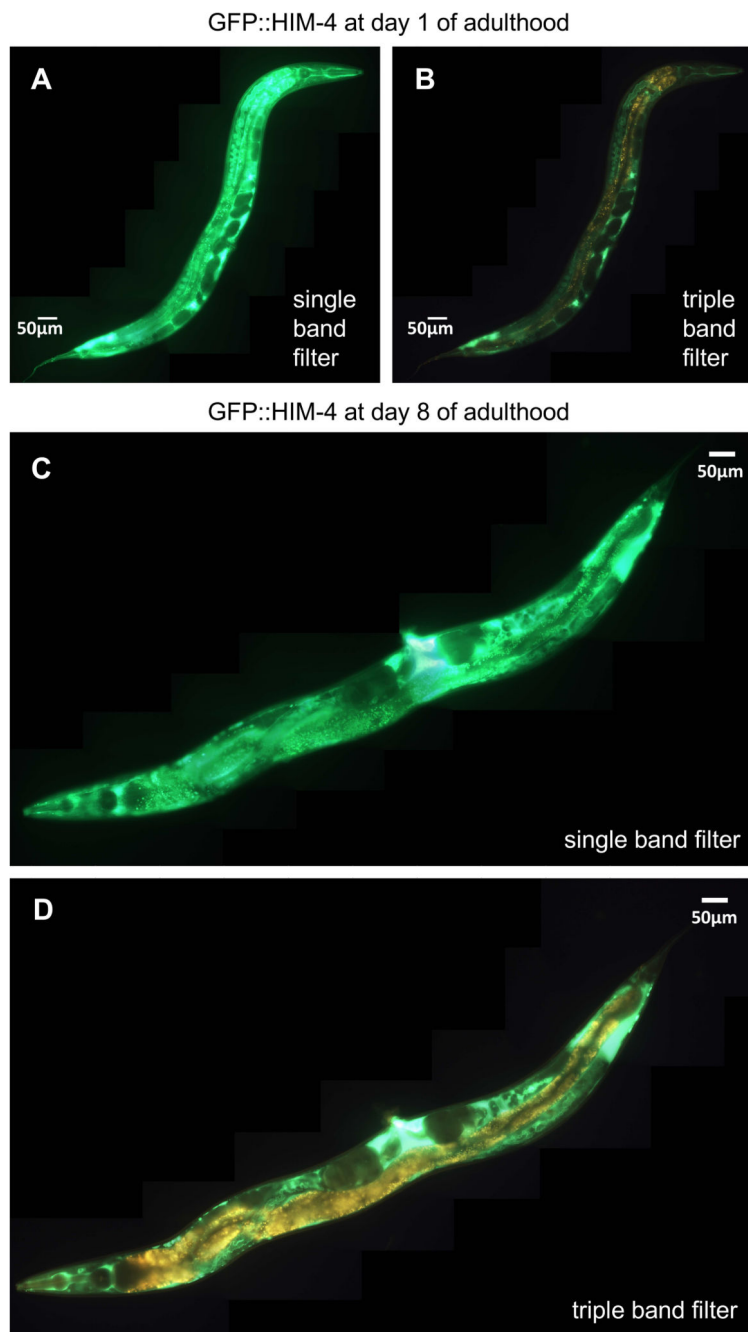 GFP::HIM-4 at day 1 of adulthood
A
50µm
single
band
filter
B
50µm
triple
band
filter
GFP::HIM-4 at day 8 of adulthood
C
50µm
single band filter
D
50µm
triple band filter